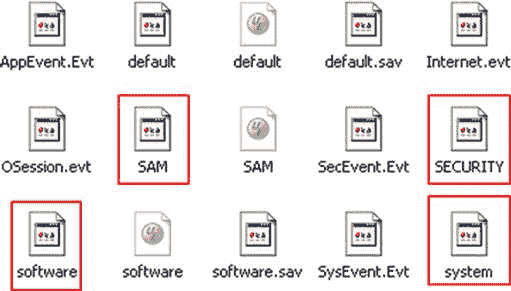 AppEvent.Evt default default default.sav Internet.evt
OSession.evt SAM SAM SecEvent.Evt SECURITY
software software software.sav SysEvent.Evt system